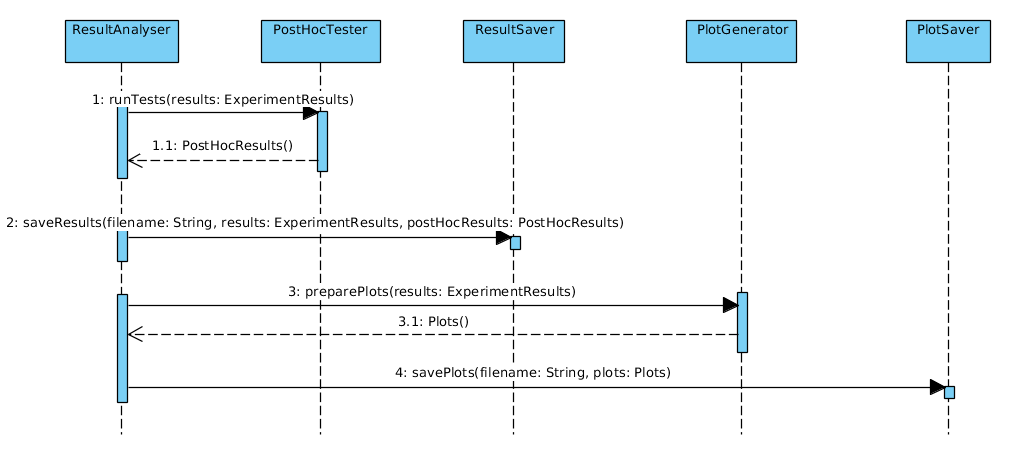 ResultAnalyser
PostHocTester
ResultSaver
PlotGenerator
PlotSaver
1: runTests(results: ExperimentResults)
1.1: PostHocResults()
2: saveResults(filename: String, results: ExperimentResults, postHocResults: PostHocResults)
3: preparePlots(results: ExperimentResults)
3.1: Plots()
4: savePlots(filename: String, plots: Plots)